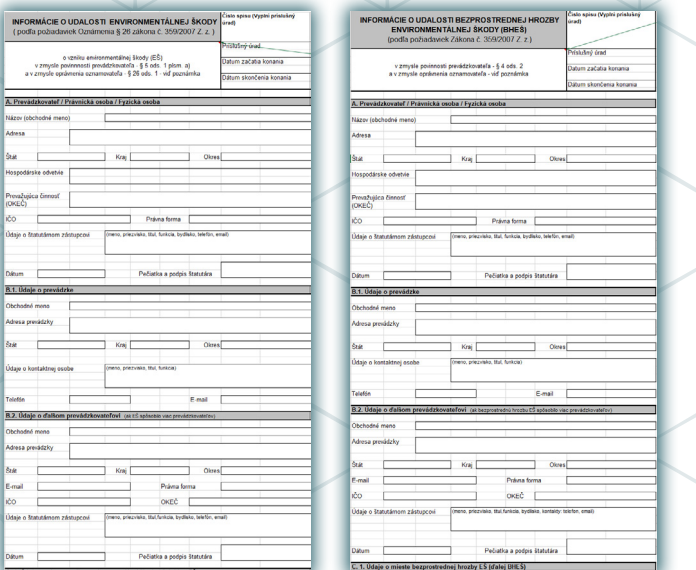 INFORMÁCIE O UDALOSTI ENVIRONMENTÁLNEJ ŠKODY
( podľa požiadaviek Oznámenia § 26 zákona č. 359/2007 Z. z. )
Číslo spisu (Vyplní príslušný úrad)
Príslušný úrad
o vzniku environmentálnej škody (EŠ)
v zmysle povinnosti prevádzkovateľa - § 6 ods. 1 písm. a)
a v zmysle oprávnenia oznamovateľa - § 26 ods. 1 - viď poznámka
Dátum začatia konania
Dátum skončenia konania
A. Prevádzkovateľ / Právnická osoba / Fyzická osoba
Názov (obchodné meno)
Adresa
Štát Kraj Okres
Hospodárske odvetvie
Prevažujúca činnosť
(OKEČ)
IČO Právna forma
Údaje o štatutárnom zástupcovi (meno, priezvisko, titul, funkcia, bydlisko, telefón, email)
Dátum Pečiatka a podpis štatutára
B.1. Údaje o prevádzke
Obchodné meno
Adresa prevádzky
Štát Kraj Okres
Údaje o kontaktnej osobe (meno, priezvisko, titul, funkcia)
Telefón E-mail
B.2. Údaje o ďalšom prevádzkovateľovi (ak EŠ spôsobilo viac prevádzkovateľov)
Obchodné meno
Adresa prevádzky
Štát Kraj Okres
E-mail Právna forma
IČO OKEČ
Údaje o štatutárnom zástupcovi (meno, priezvisko, titul,funkcia, bydlisko, telefón, email)
Dátum Pečiatka a podpis štatutára
INFORMÁCIE O UDALOSTI BEZPROSTREDNEJ HROZBY
ENVIRONMENTÁLNEJ ŠKODY (BHEŠ)
(podľa požiadaviek Zákona č. 359/2007 Z. z.)
Číslo spisu (Vyplní príslušný úrad)
Príslušný úrad
v zmysle povinnosti prevádzkovateľa - § 4 ods. 2
a v zmysle oprávnenia oznamovateľa - viď poznámka
Dátum začatia konania
Dátum skončenia konania
A. Prevádzkovateľ / Právnická osoba / Fyzická osoba
Názov (obchodné meno)
Adresa
Štát Kraj Okres
Hospodárske odvetvie
Prevažujúca činnosť
(OKEČ)
IČO Právna forma
Údaje o štatutárnom zástupcovi (meno, priezvisko, titul, funkcia, bydlisko, telefón, email)
Dátum Pečiatka a podpis štatutára
B.1. Údaje o prevádzke
Obchodné meno
Adresa prevádzky
Štát Kraj Okres
Údaje o kontaktnej osobe (meno, priezvisko, titul, funkcia)
Telefón E-mail
B.2. Údaje o ďalšom prevádzkovateľovi (ak bezprostrednú hrozbu EŠ spôsobilo viac prevádzkovateľov)
Obchodné meno
Adresa prevádzky
Štát Kraj Okres
E-mail Právna forma
IČO OKEČ
Údaje o štatutárnom zástupcovi (meno, priezvisko, titul, funkcia, bydlisko, kontakty: telefón, email)
Dátum Pečiatka a podpis štatutára
C. 1. Údaje o mieste bezprostrednej hrozby EŠ (ďalej BHEŠ)